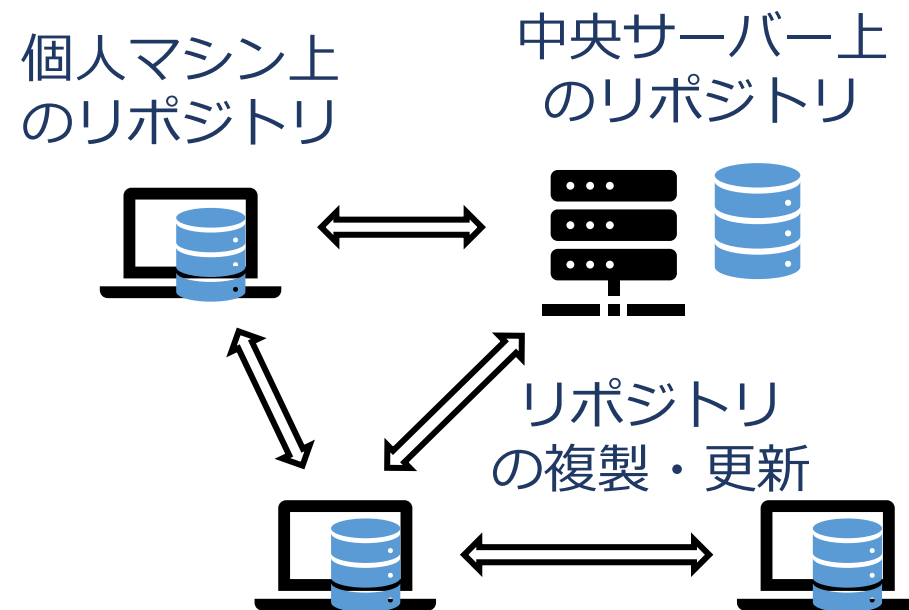 個人マシン上
のリポジトリ
中央サーバー上
のリポジトリ
リポジトリ
の複製・更新